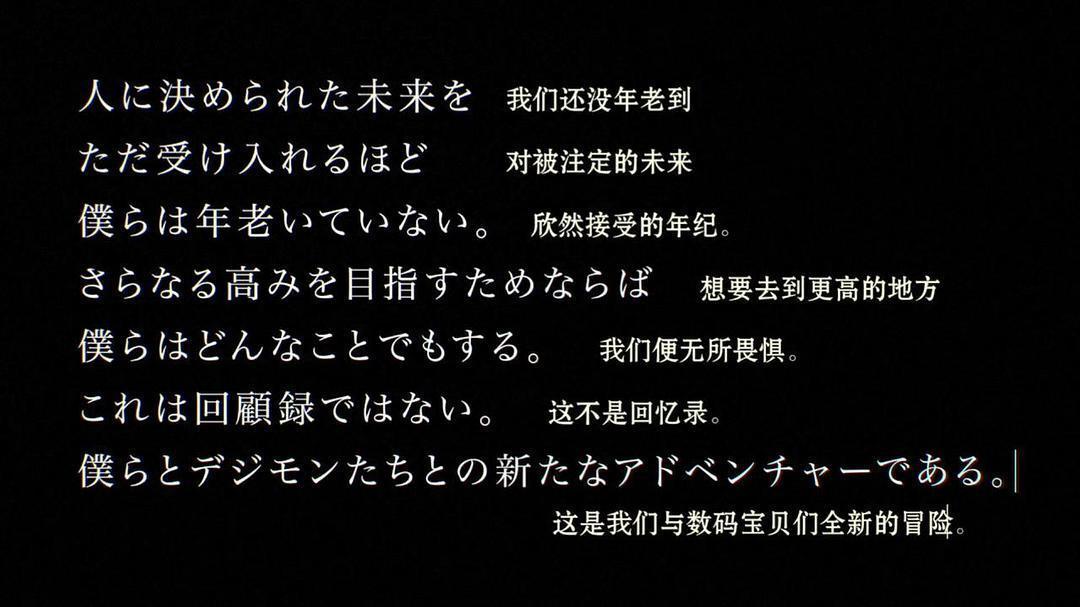 人に決められた未来を 我们还没年老到
ただ受け入れるほど 对被注定的未来
僕らは年老いていない。 欣然接受的年纪。
さらなる高みを目指すためならば 想要去到更高的地方
僕らはどんなことでもする。 我们便无所畏惧。
これは回顧録ではない。 这不是回忆录。
僕らとデジモンたちとの新たなアドベンチャーである。
这是我们与数码宝贝们全新的冒险。